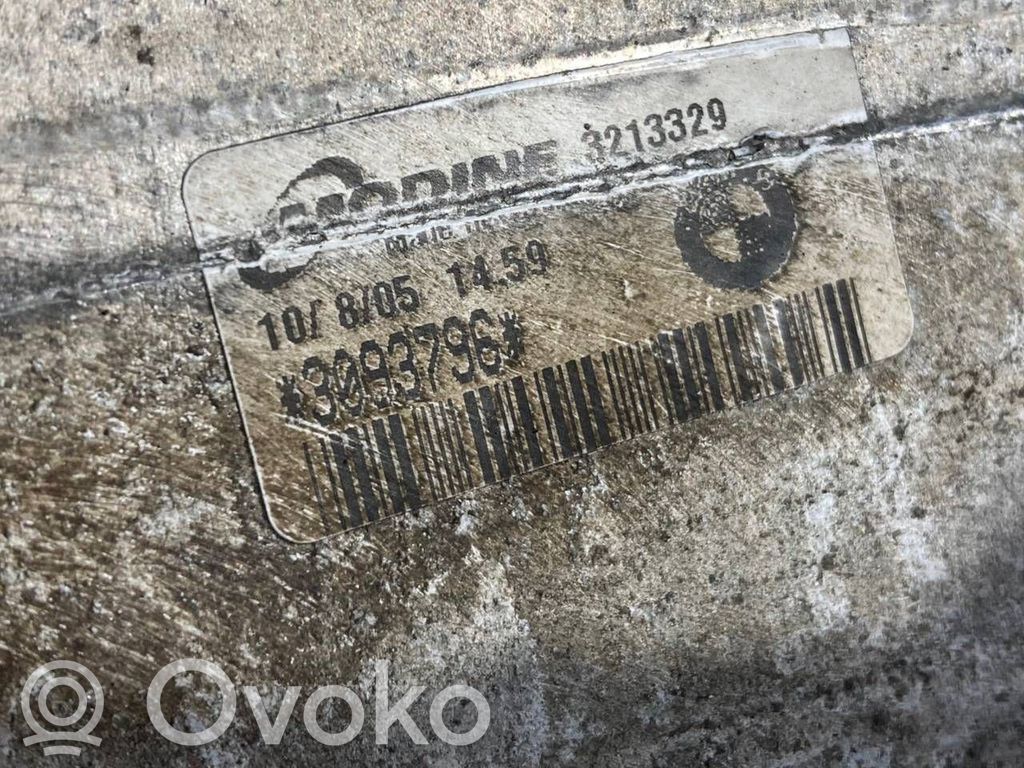 MODINE 3213329
10/ 8/05 14.59
*3093796*
Ovoko